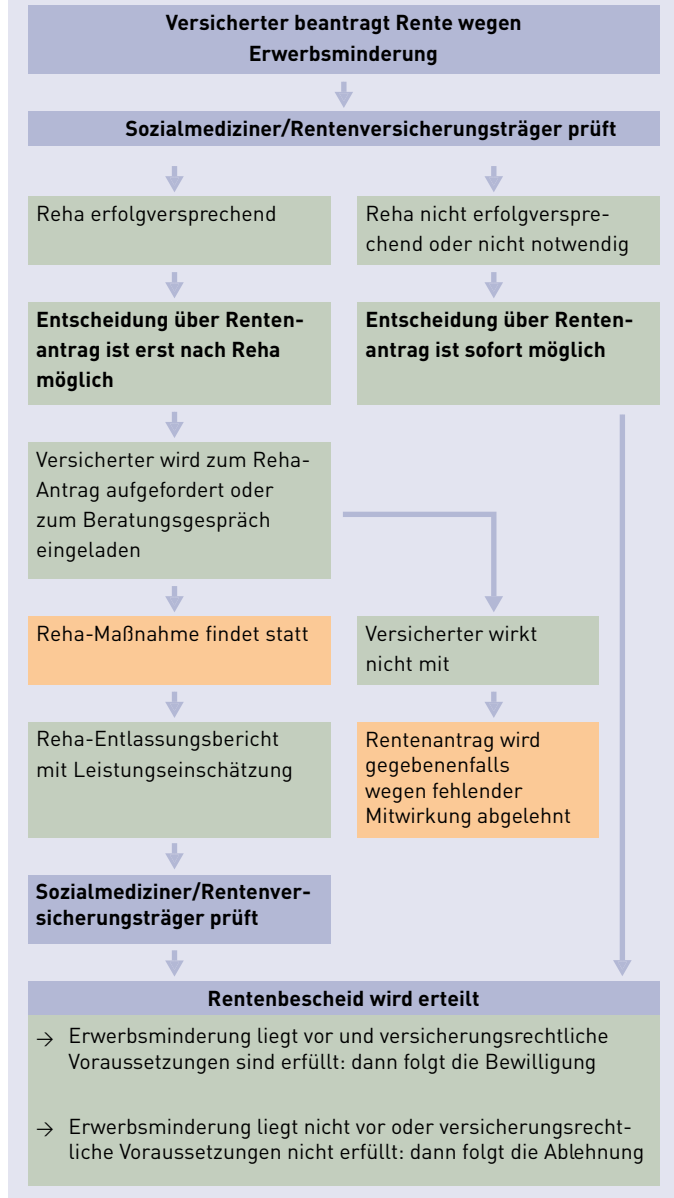 Versicherter beantragt Rente wegen
Erwerbsminderung
Sozialmediziner/Rentenversicherungsträger prüft
Reha erfolgversprechend
Reha nicht erfolgverspre-
chend oder nicht notwendig
Entscheidung über Renten-
antrag ist erst nach Reha
möglich
Entscheidung über Renten-
antrag ist sofort möglich
Versicherter wird zum Reha-
Antrag aufgefordert oder
zum Beratungsgespräch
eingeladen
Reha-Maßnahme findet statt
Versicherter wirkt
nicht mit
Reha-Entlassungsbericht
mit Leistungseinschätzung
Rentenantrag wird
gegebenenfalls
wegen fehlender
Mitwirkung abgelehnt
Sozialmediziner/Rentenver-
sicherungsträger prüft
Rentenbescheid wird erteilt
→ Erwerbsminderung liegt vor und versicherungsrechtliche
Voraussetzungen sind erfüllt: dann folgt die Bewilligung
→ Erwerbsminderung liegt nicht vor oder versicherungsrecht-
liche Voraussetzungen nicht erfüllt: dann folgt die Ablehnung